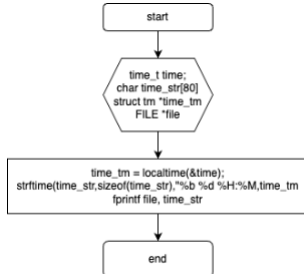 start
time_t time;
char time_str[80]
struct tm *time_tm
FILE *file
time_tm = localtime(&time);
strftime(time_str,sizeof(time_str),"%b %d %H:%M,time_tm
fprintf file, time_str
end